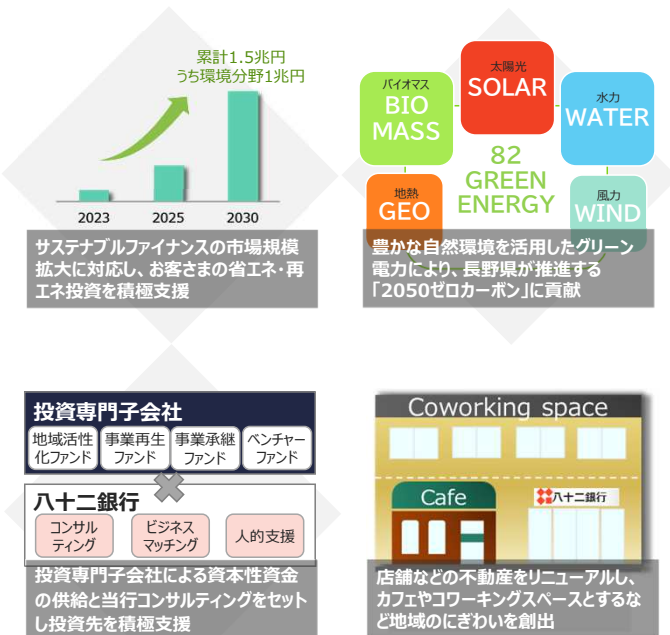 累計1.5兆円
うち環境分野1兆円
2023
2025
2030
サステナブルファイナンスの市場規模
拡大に対応し、お客さまの省エネ・再
エネ投資を積極支援
太陽光
SOLAR
バイオマス
BIO
MASS
水力
WATER
82
GREEN
ENERGY
地熱
GEO
風力
WIND
豊かな自然環境を活用したグリーン
電力により、長野県が推進する
「2050ゼロカーボン」に貢献
投資専門子会社
地域活性
化ファンド
事業再生
ファンド
事業承継
ファンド
ベンチャー
ファンド
八十二銀行
コンサル
ティング
ビジネス
マッチング
人的支援
投資専門子会社による資本性資金
の供給と当行コンサルティングをセット
し投資先を積極支援
Coworking space
Cafe
八十二銀行
店舗などの不動産をリニューアルし、
カフェやコワーキングスペースとするな
ど地域のにぎわいを創出